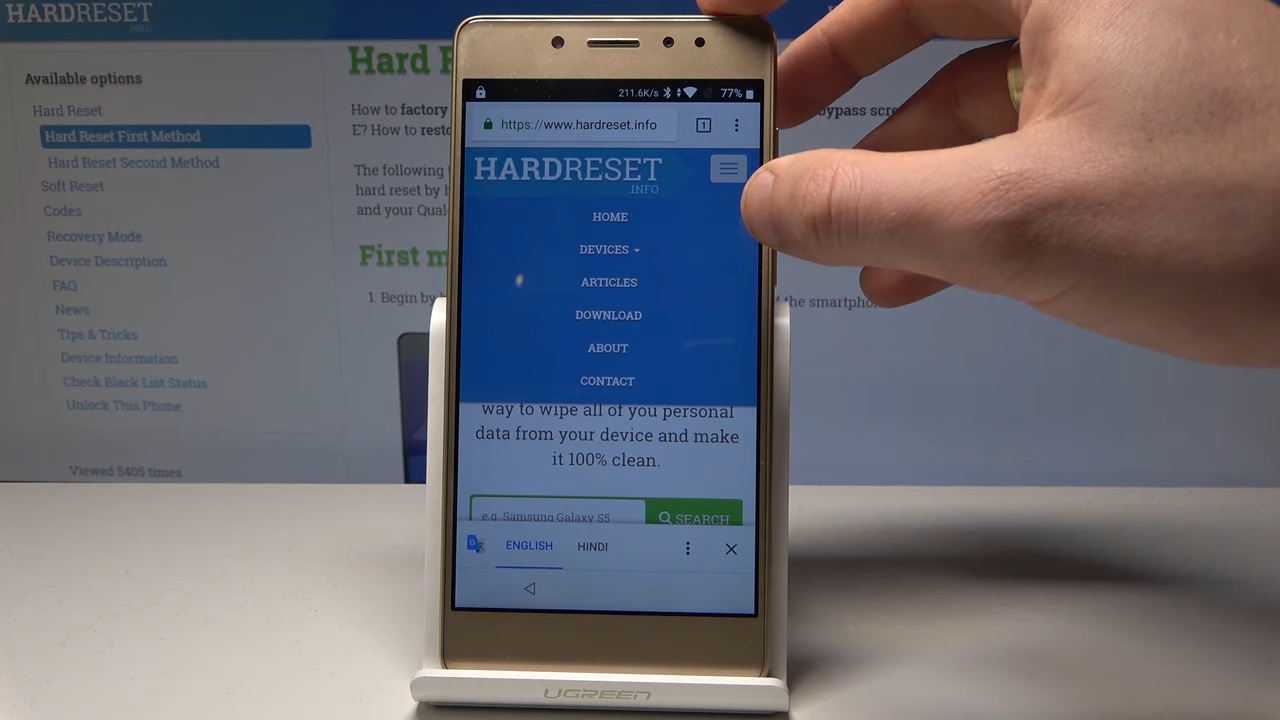 HARDRESET
.INFO
Available options
Hard Reset
Hard Reset First Method
Hard Reset Second Method
Soft Reset
Codes
Recovery Mode
Device Description
FAQ
News
Tips & Tricks
Device Information
Check Black List Status
Unlock This Phone
Viewed 5405 times
Hard R
How to factory
bypass scre
E? How to resto
The following
hard reset by h
and your Qual
First m
1. Begin by
the smartpho
211.6K/s 77%
https://www.hardreset.info 1
HARDRESET
.INFO
HOME
DEVICES
ARTICLES
DOWNLOAD
ABOUT
CONTACT
way to wipe all of you personal
data from your device and make
it 100% clean.
e.g. Samsung Galaxy S5 SEARCH
G ENGLISH HINDI
UGREEN